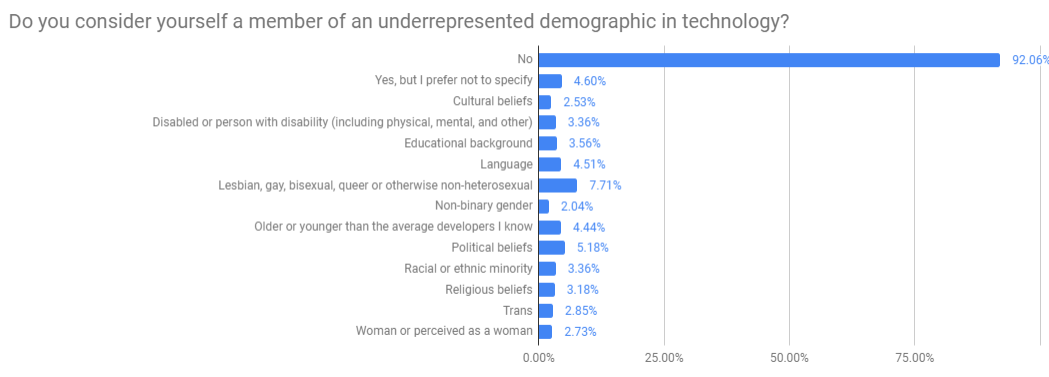 Do you consider yourself a member of an underrepresented demographic in technology?
No 92.06%
Yes, but I prefer not to specify 4.60%
Cultural beliefs 2.53%
Disabled or person with disability (including physical, mental, and other) 3.36%
Educational background 3.56%
Language 4.51%
Lesbian, gay, bisexual, queer or otherwise non-heterosexual 7.71%
Non-binary gender 2.04%
Older or younger than the average developers I know 4.44%
Political beliefs 5.18%
Racial or ethnic minority 3.36%
Religious beliefs 3.18%
Trans 2.85%
Woman or perceived as a woman 2.73%
0.00% 25.00% 50.00% 75.00%